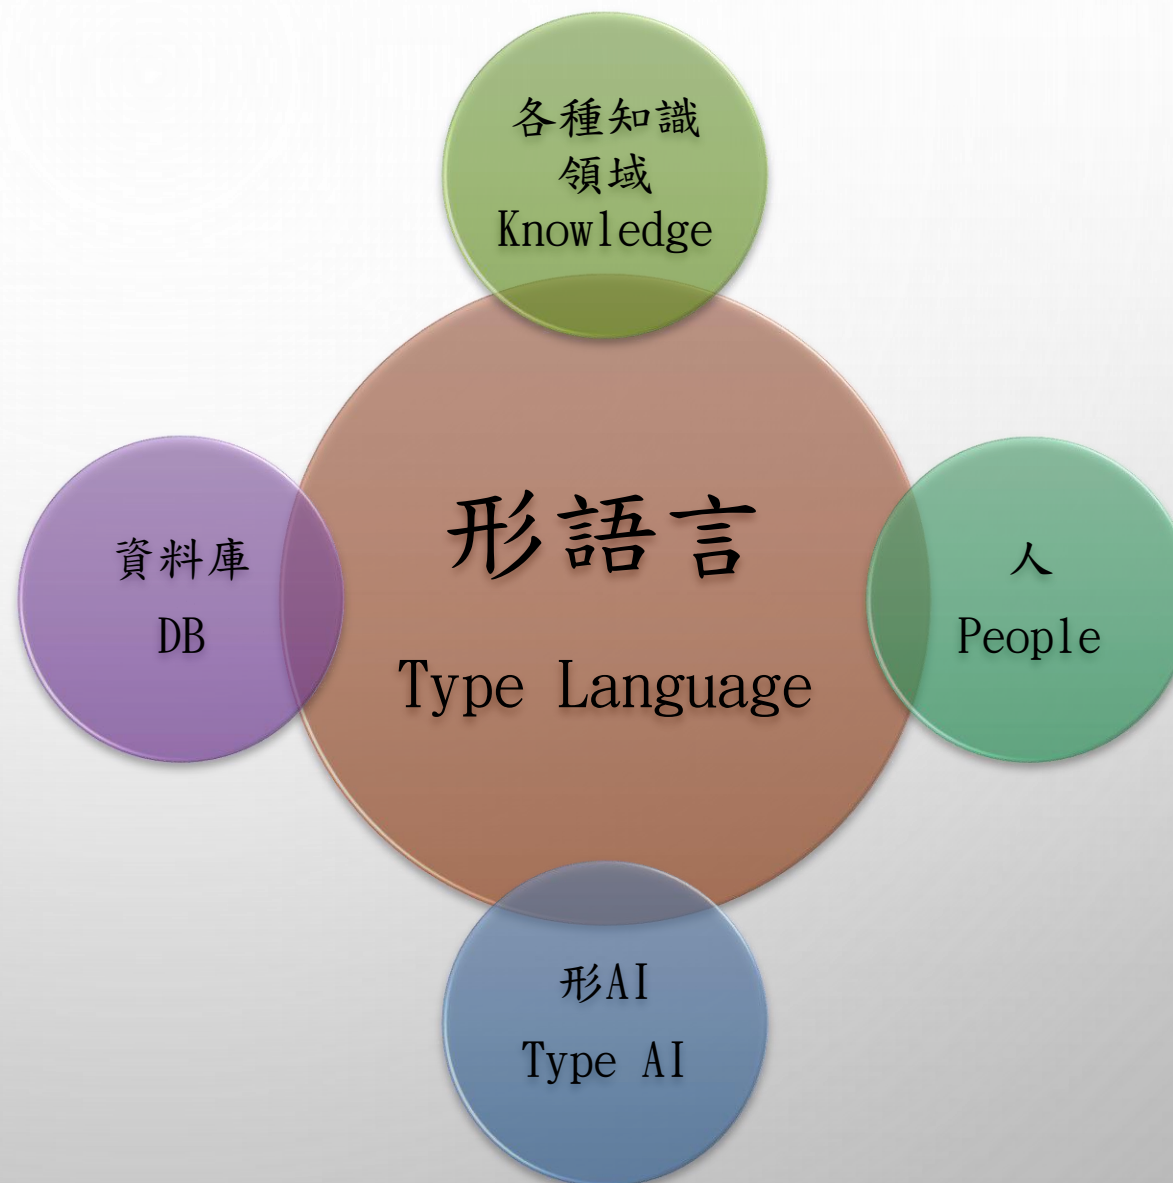 各種知識
領域
Knowledge
形語言
Type Language
資料庫
DB
人
People
形AI
Type AI